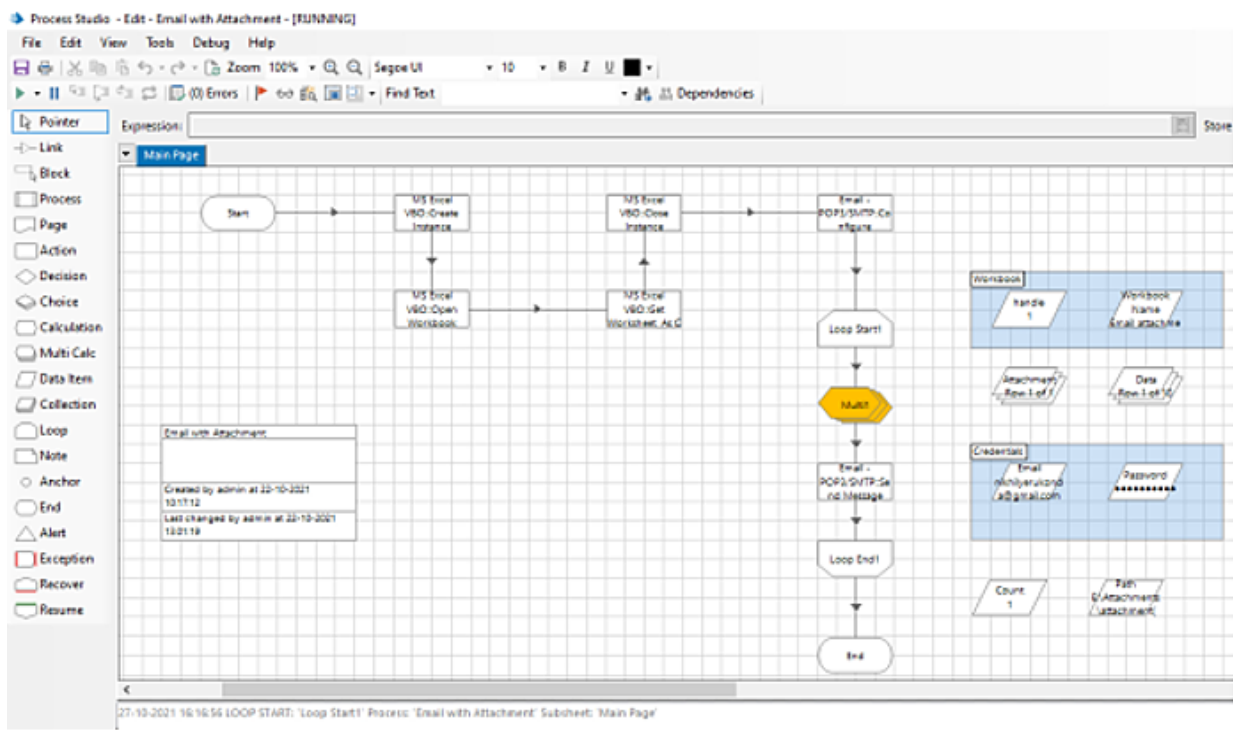 Process Studio - Edit - Email with Attachment - [RUNNING]
File Edit View Tools Debug Help
Zoom 100% Segoe UI 10 B I U
(0) Errors Find Text Dependencies
Pointer
Link
Block
Process
Page
Action
Decision
Choice
Calculation
Multi Calc
Data Item
Collection
Loop
Note
Anchor
End
Alert
Exception
Recover
Resume
Expression:
Store
Main Page
Start
MS Excel
VBO::Create
Instance
MS Excel
VBO::Open
Workbook
MS Excel
VBO::Get
Worksheet As C
MS Excel
VBO::Close
Instance
Email -
POP3/SMTP::Co
nfigure
Loop Start1
Multi1
Email -
POP3/SMTP::Se
nd Message
Loop End1
End
Email with Attachment
Created by admin at 22-10-2021
Last changed by admin at 22-10-2021
Workbook
handle
1
Workbook
Name
Email attachme
Attachment
Row 1 of 1
Data
Row 1 of 10
Credentials
Email
a@gmail.com
Password
Count
1
Path
27-10-2021 16:16:56 LOOP START: 'Loop Start1' Process: 'Email with Attachment' Subsheet: 'Main Page'